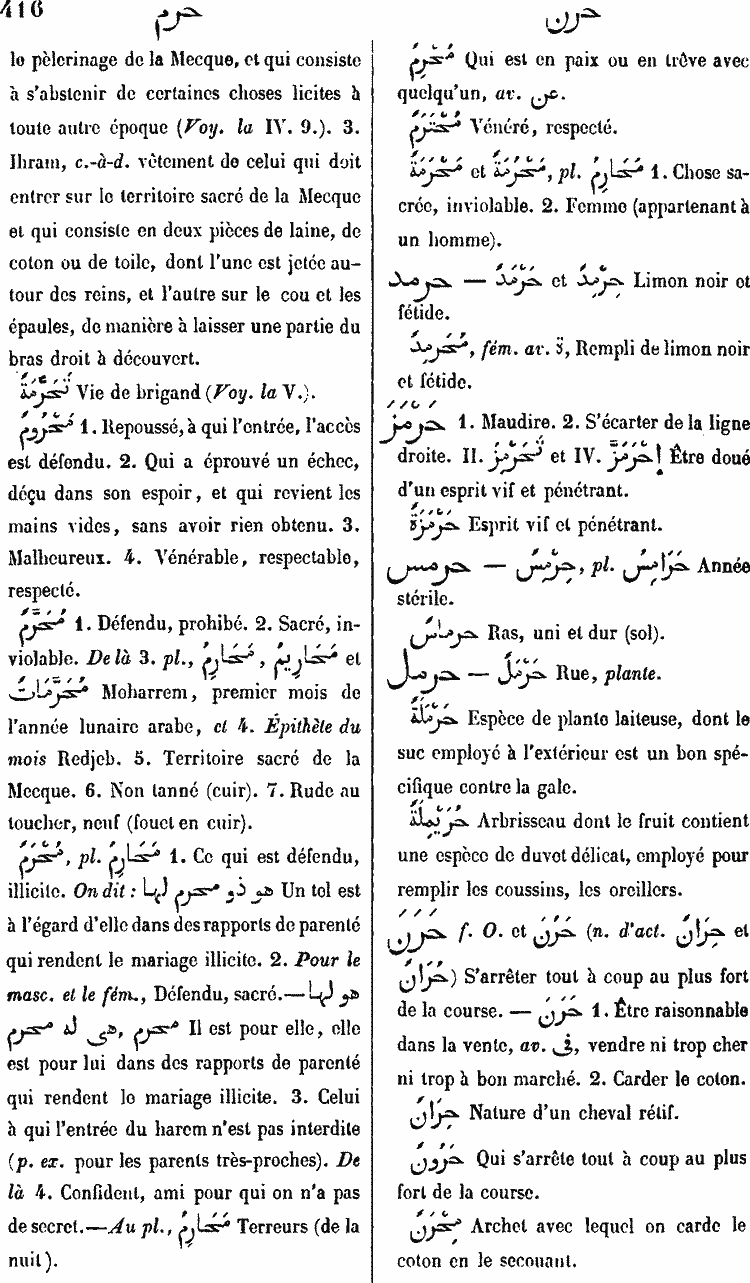 416
حرم
حرن
le pèlerinage de la Mecque, et qui consiste
à s'abstenir de certaines choses licites à
toute autre époque (Voy. la IV. 9.). 3.
Ihram, c.-à-d. vêtement de celui qui doit
entrer sur le territoire sacré de la Mecque
et qui consiste en deux pièces de laine, de
coton ou de toile, dont l'une est jetée au-
tour des reins, et l'autre sur le cou et les
épaules, de manière à laisser une partie du
bras droit à découvert.
تَحَرُّمَةٌ Vie de brigand (Voy. la V.).
مَحْرُومٌ 1. Repoussé, à qui l'entrée, l'accès
est défendu. 2. Qui a éprouvé un échec,
déçu dans son espoir, et qui revient les
mains vides, sans avoir rien obtenu. 3.
Malheureux. 4. Vénérable, respectable,
respecté.
مُحَرَّمٌ 1. Défendu, prohibé. 2. Sacré, in-
violable. De là 3. pl., مَحَارِمُ , مَحَارِيمُ et
مُحَرَّمَاتٌ Moharrem, premier mois de
l'année lunaire arabe, et 4. Épithète du
mois Redjeb. 5. Territoire sacré de la
Mecque. 6. Non tanné (cuir). 7. Rude au
toucher, neuf (fouet en cuir).
مَحْرَمٌ, pl. مَحَارِمُ 1. Ce qui est défendu,
illicite. On dit : هو ذو محرم لها Un tel est
à l'égard d'elle dans des rapports de parenté
qui rendent le mariage illicite. 2. Pour le
masc. et le fém., Défendu, sacré.— هو لها
محرم, هى له محرم Il est pour elle, elle
est pour lui dans des rapports de parenté
qui rendent le mariage illicite. 3. Celui
à qui l'entrée du harem n'est pas interdite
(p. ex. pour les parents très-proches). De
là 4. Confident, ami pour qui on n'a pas
de secret.—Au pl., مَحَارِمُ Terreurs (de la
nuit).
مُحْرِمٌ Qui est en paix ou en trêve avec
quelqu'un, av. عن.
مُحْتَرَمٌ Vénéré, respecté.
مَحْرَمَةٌ et مَحْرُمَةٌ, pl. مَحَارِمُ 1. Chose sa-
crée, inviolable. 2. Femme (appartenant à
un homme).
حرمد — حَرْمَدٌ et حِرْمِدٌ Limon noir et
fétide.
مُحَرْمِدٌ, fém. av. ةٌ, Rempli de limon noir
et fétide.
حَرْمَزَ 1. Maudire. 2. S'écarter de la ligne
droite. II. تَحَرْمَزَ et IV. إِحْرَمَّزَ Être doué
d'un esprit vif et pénétrant.
حَرْمَزَةٌ Esprit vif et pénétrant.
حرمس — حِرْمِسٌ, pl. حَرَامِسُ Année
stérile.
حرماسٌ Ras, uni et dur (sol).
حرمل — حَرْمَلٌ Rue, plante.
حَرْمَلَةٌ Espèce de plante laiteuse, dont le
suc employé à l'extérieur est un bon spé-
cifique contre la gale.
حُرَيْمِلَةٌ Arbrisseau dont le fruit contient
une espèce de duvet délicat, employé pour
remplir les coussins, les oreillers.
حَرَنَ f. O. et حَرُنَ (n. d'act. حِرَانٌ et
حُرَانٌ) S'arrêter tout à coup au plus fort
de la course. — حَرَنَ 1. Être raisonnable
dans la vente, av. فى, vendre ni trop cher
ni trop à bon marché. 2. Carder le coton.
حِرَانٌ Nature d'un cheval rétif.
حَرُونٌ Qui s'arrête tout à coup au plus
fort de la course.
مِحْرَنٌ Archet avec lequel on carde le
coton en le secouant.